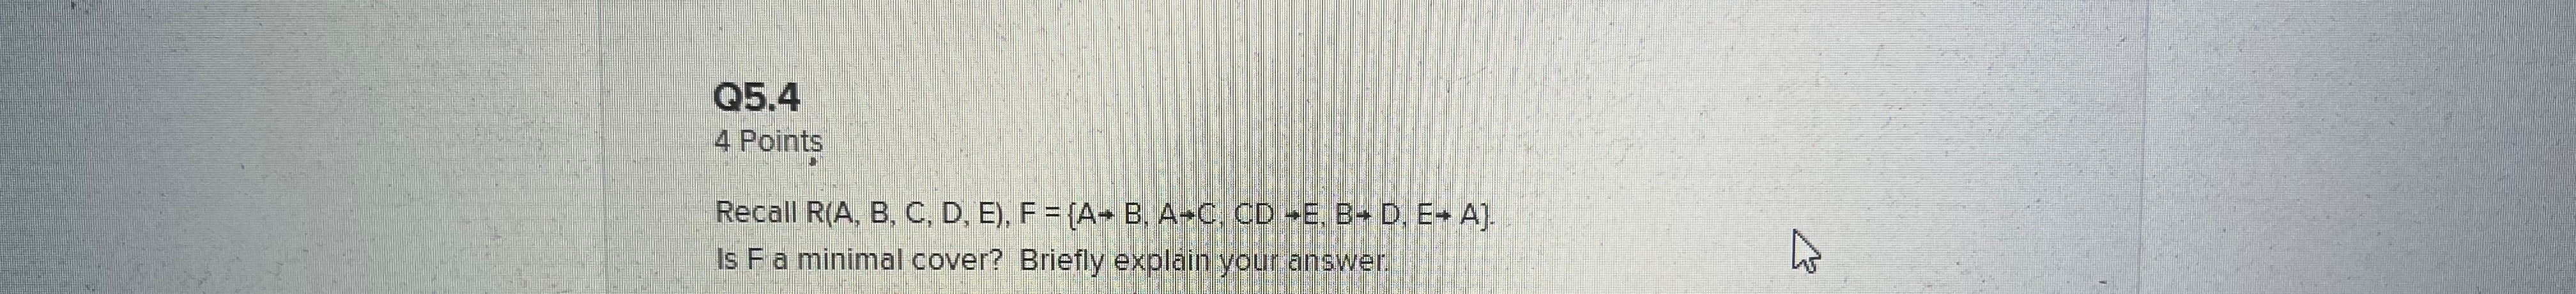 Q5.4
4 Points
Recall R(A, B, C, D, E), F = {A→ B, A→C, CD →E, B→ D, E→ A}.
Is F a minimal cover? Briefly explain your answer.